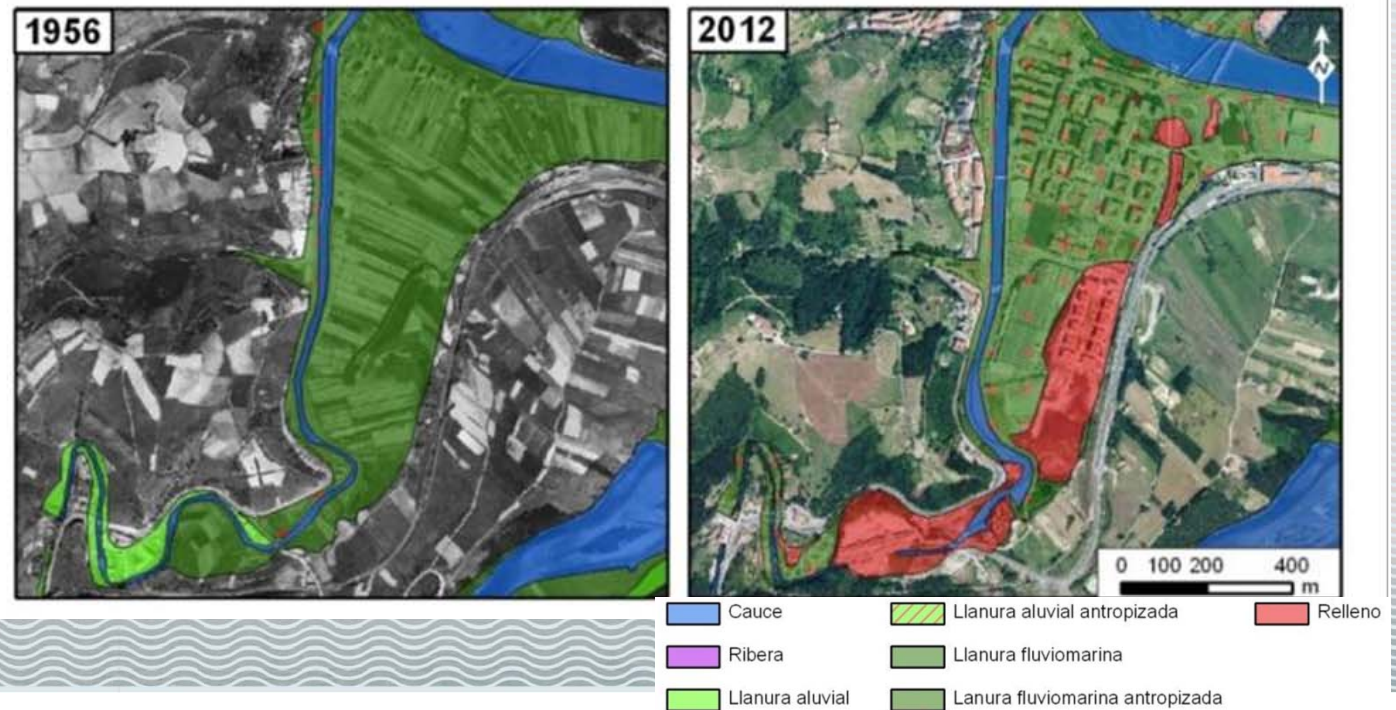 1956
2012
N
0 100 200 400
m
Cauce
Llanura aluvial antropizada
Relleno
Ribera
Llanura fluviomarina
Llanura aluvial
Lanura fluviomarina antropizada